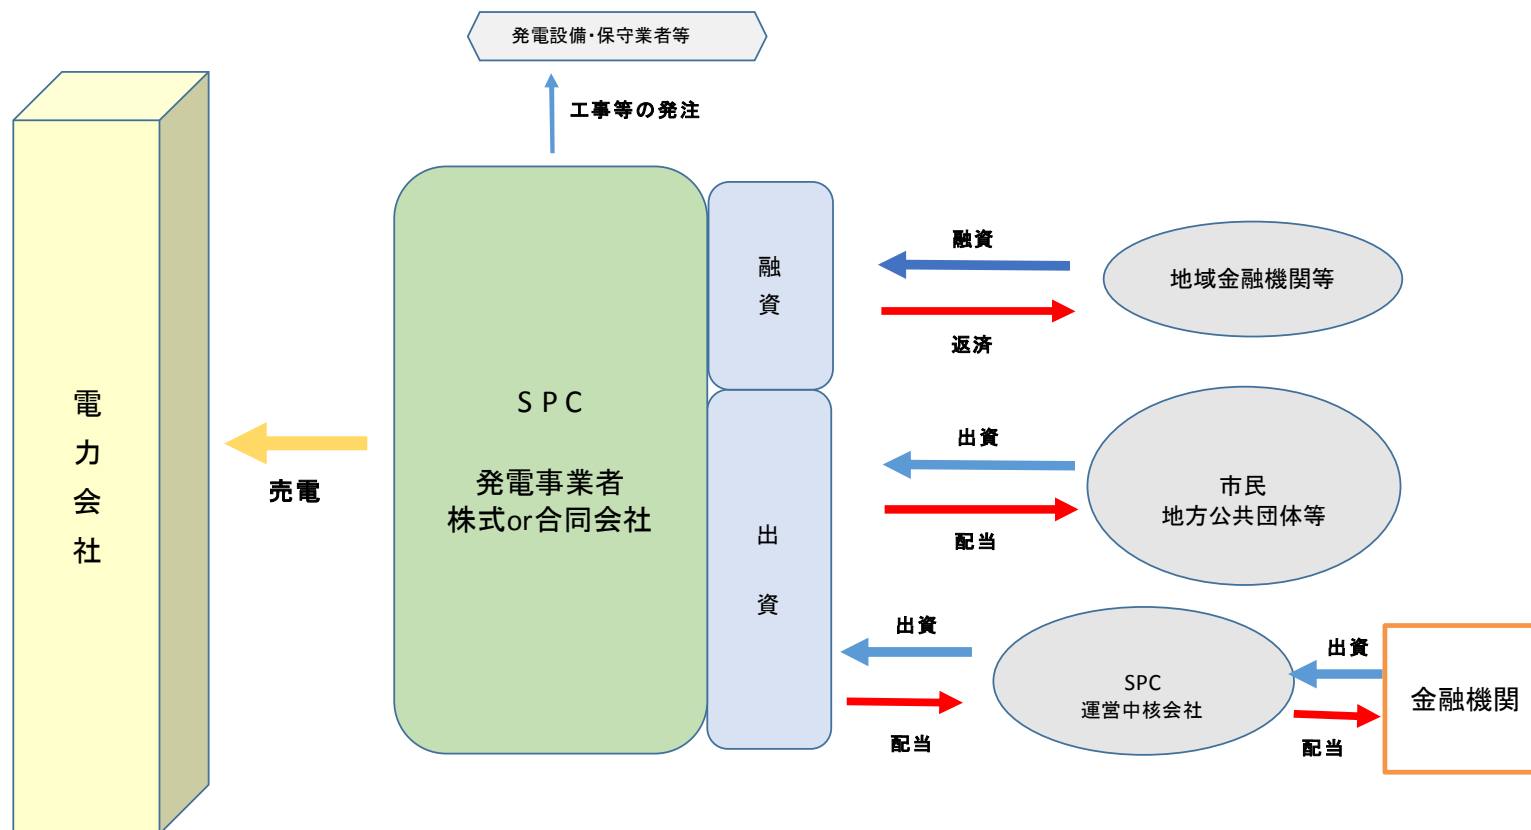 発電設備・保守業者等
工事等の発注
電
力
会
社
売電
SPC
発電事業者
株式or合同会社
融
資
出
資
融資
返済
地域金融機関等
出資
配当
市民
地方公共団体等
出資
配当
SPC
運営中核会社
出資
配当
金融機関